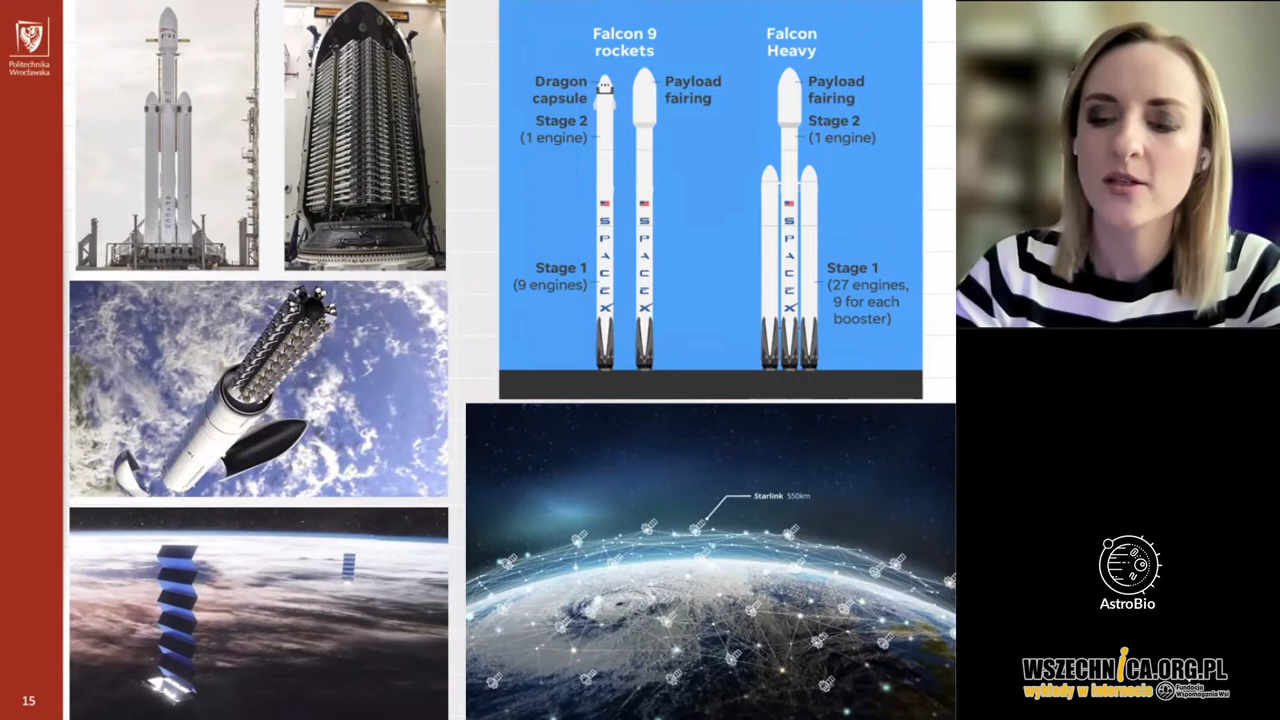 Politechnika
Wrocławska
Falcon 9
rockets
Dragon
capsule
Payload
fairing
Stage 2
(1 engine)
Stage 1
(9 engines)
SPACEX
SPACEX
Falcon
Heavy
Payload
fairing
Stage 2
(1 engine)
SPACEX
Stage 1
(27 engines,
9 for each
booster)
Starlink 550km
15
AstroBio
WSZECHNICA.ORG.PL
wykłady w internecie
Fundacja
Wspomagania Wsi